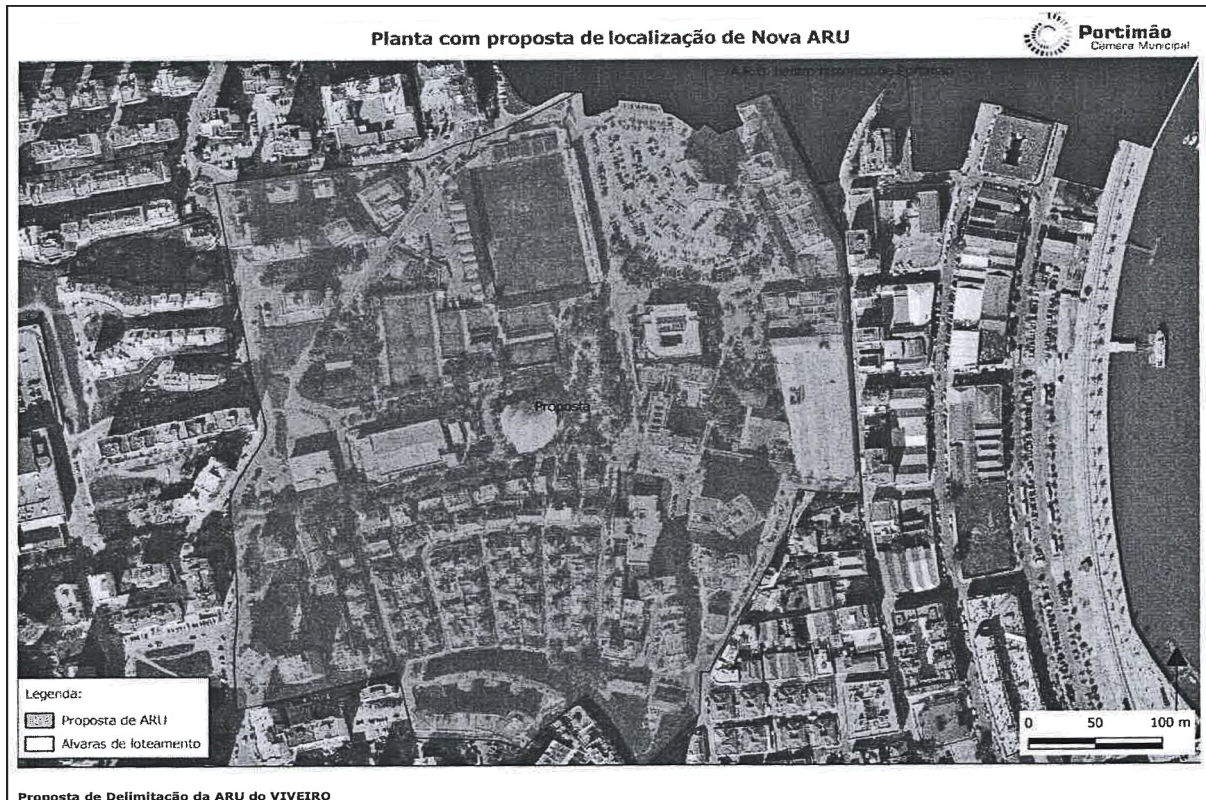 Planta com proposta de localização de Nova ARU
Portimão
Câmara Municipal
Proposta
Legenda:
Proposta de ARU
Alvaras de loteamento
0 50 100 m
Proposta de Delimitação da ARU do VIVEIRO